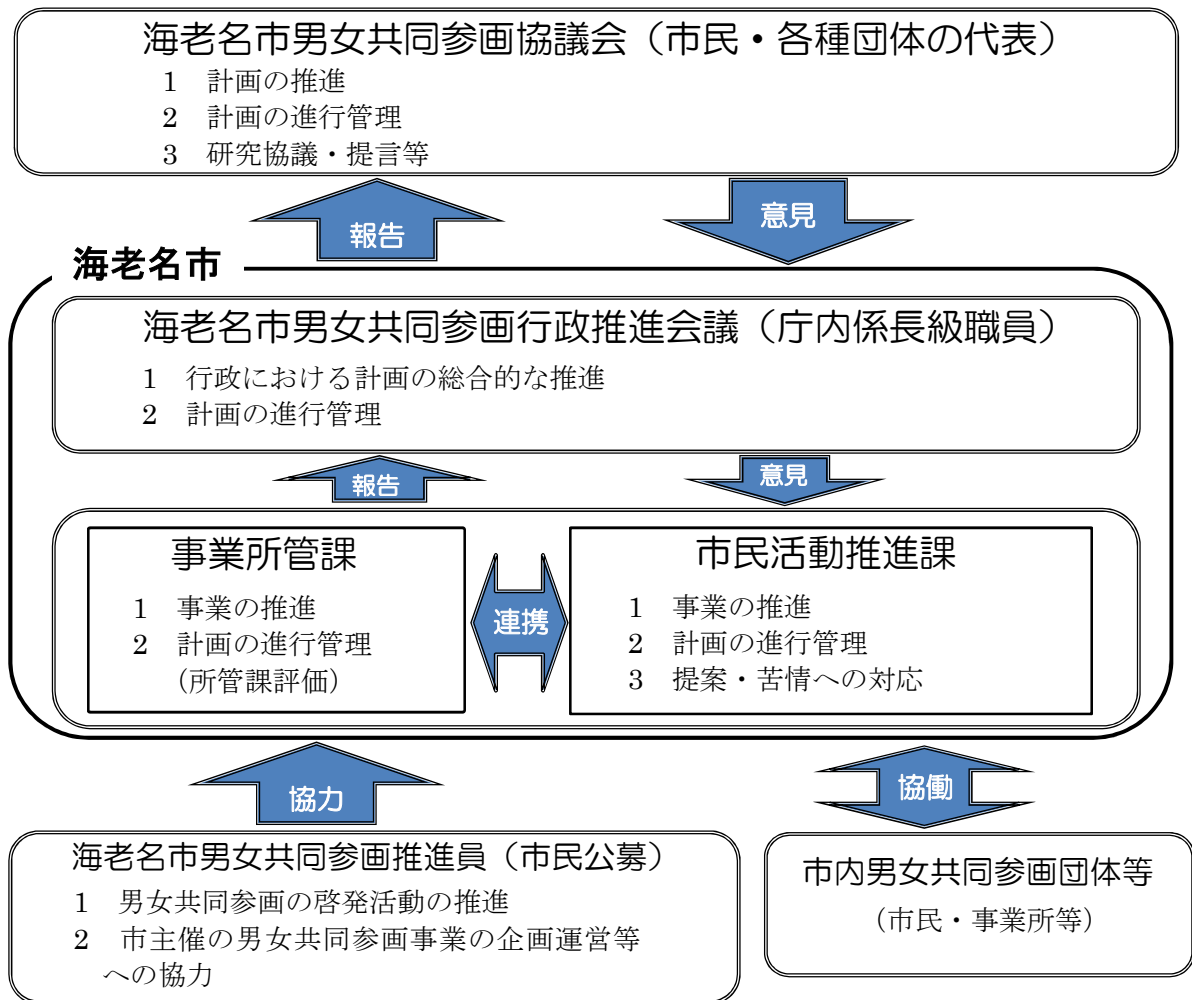 海老名市男女共同参画協議会（市民・各種団体の代表）
1　計画の推進
2　計画の進行管理
3　研究協議・提言等
報告
意見
海老名市
海老名市男女共同参画行政推進会議（庁内係長級職員）
1　行政における計画の総合的な推進
2　計画の進行管理
報告
意見
事業所管課
1　事業の推進
2　計画の進行管理
(所管課評価)
連携
市民活動推進課
1　事業の推進
2　計画の進行管理
3　提案・苦情への対応
協力
協働
海老名市男女共同参画推進員（市民公募）
1　男女共同参画の啓発活動の推進
2　市主催の男女共同参画事業の企画運営等
への協力
市内男女共同参画団体等
（市民・事業所等）